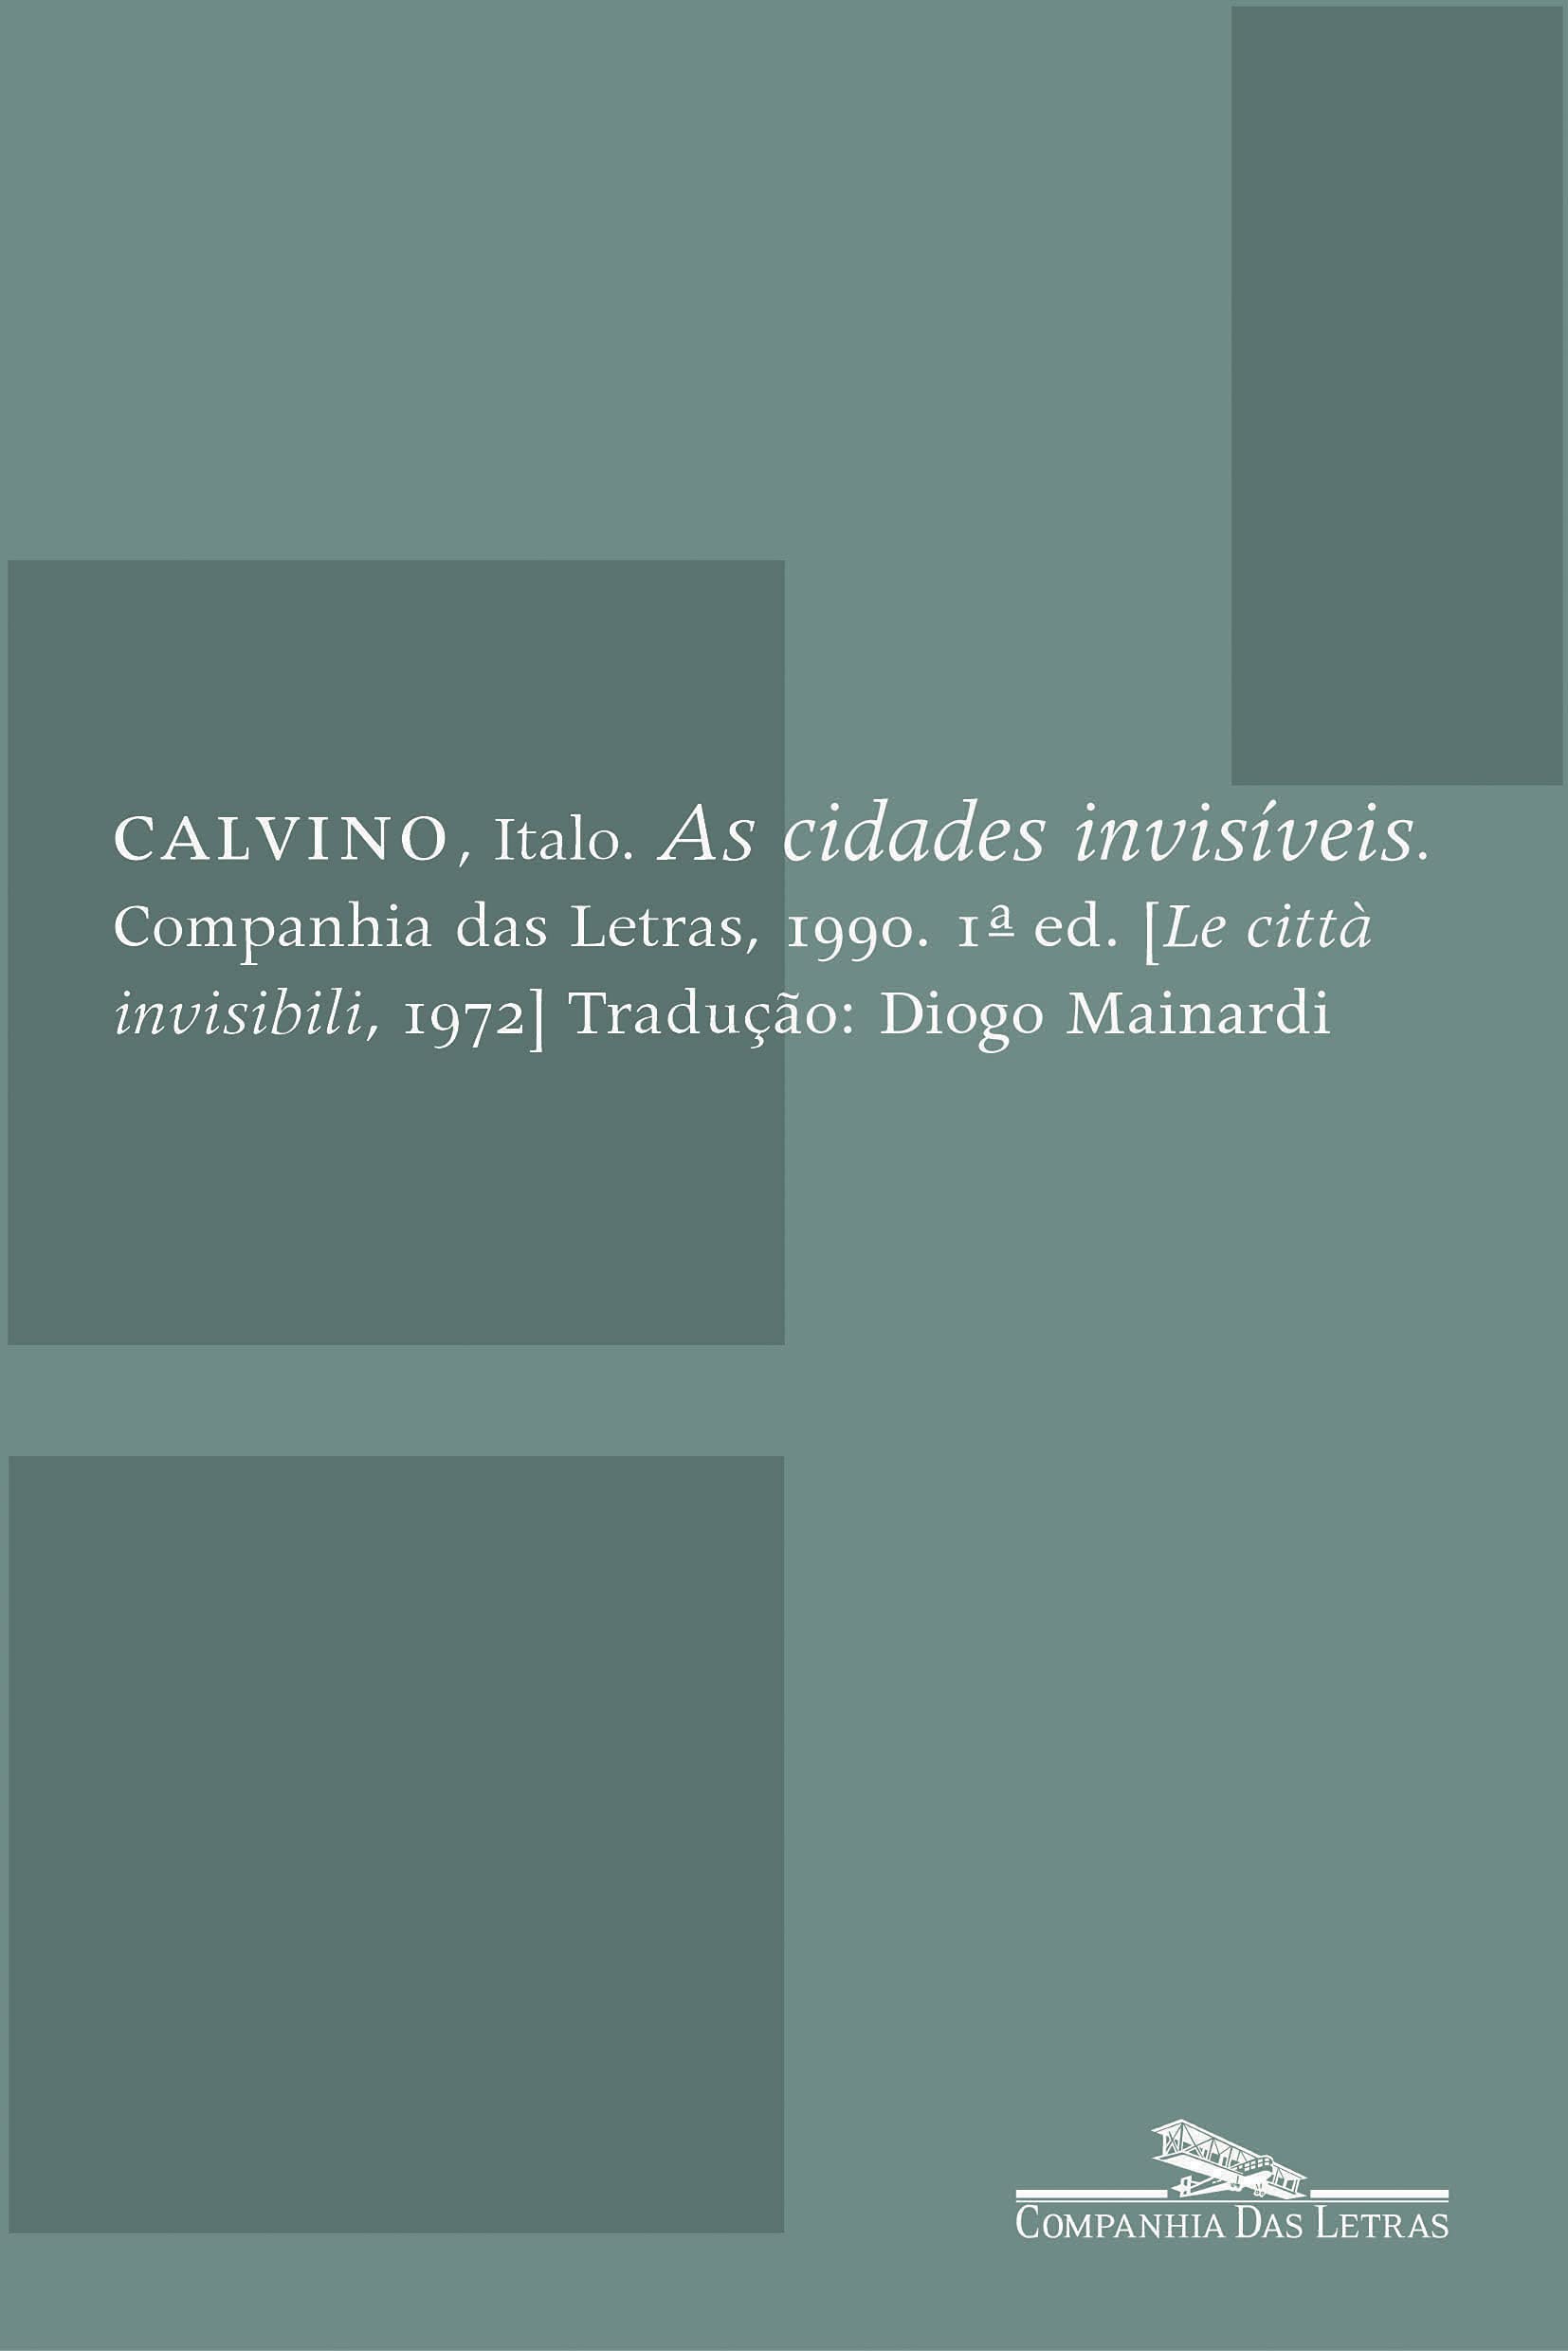 CALVINO, Italo. As cidades invisíveis.
Companhia das Letras, 1990. 1ª ed. [Le città
invisibili, 1972] Tradução: Diogo Mainardi
COMPANHIA DAS LETRAS